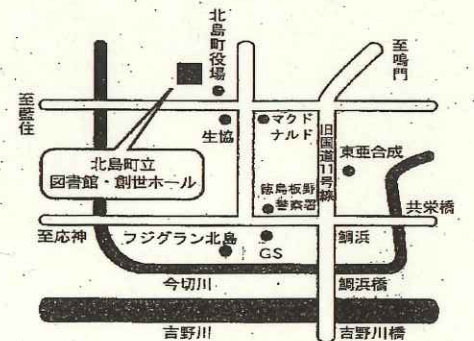 北島町役場
至鳴門
至藍住
生協
マクド
ナルド
旧国道11号線
東亜合成
北島町立
図書館・創世ホール
徳島板野
警察署
共栄橋
至応神
フジグラン北島
GS
鯛浜
今切川
鯛浜橋
吉野川
吉野川橋